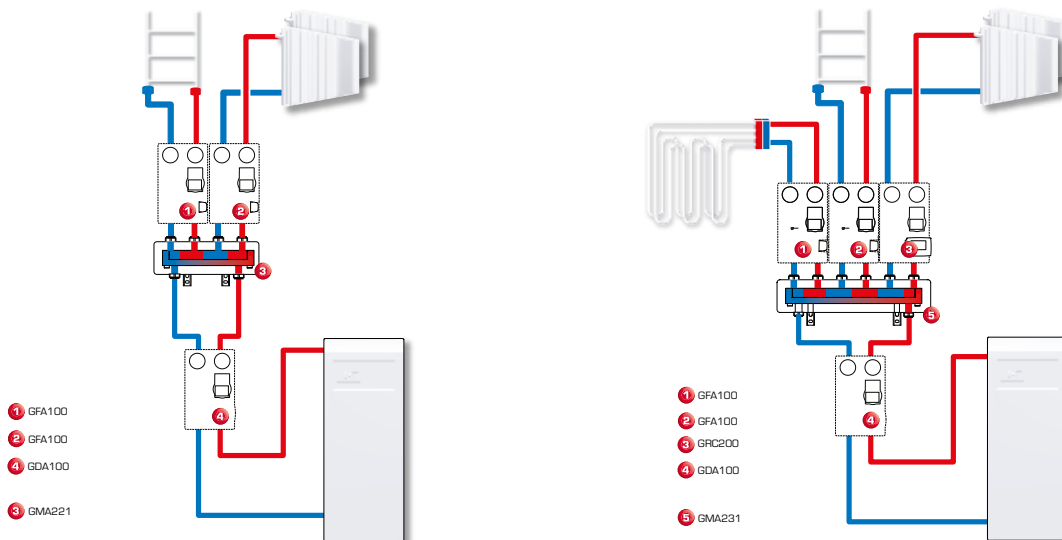 1
2
3
4
1 GFA100
2 GFA100
4 GDA100
3 GMA221
1
2
3
5
4
1 GFA100
2 GFA100
3 GRC200
4 GDA100
5 GMA231